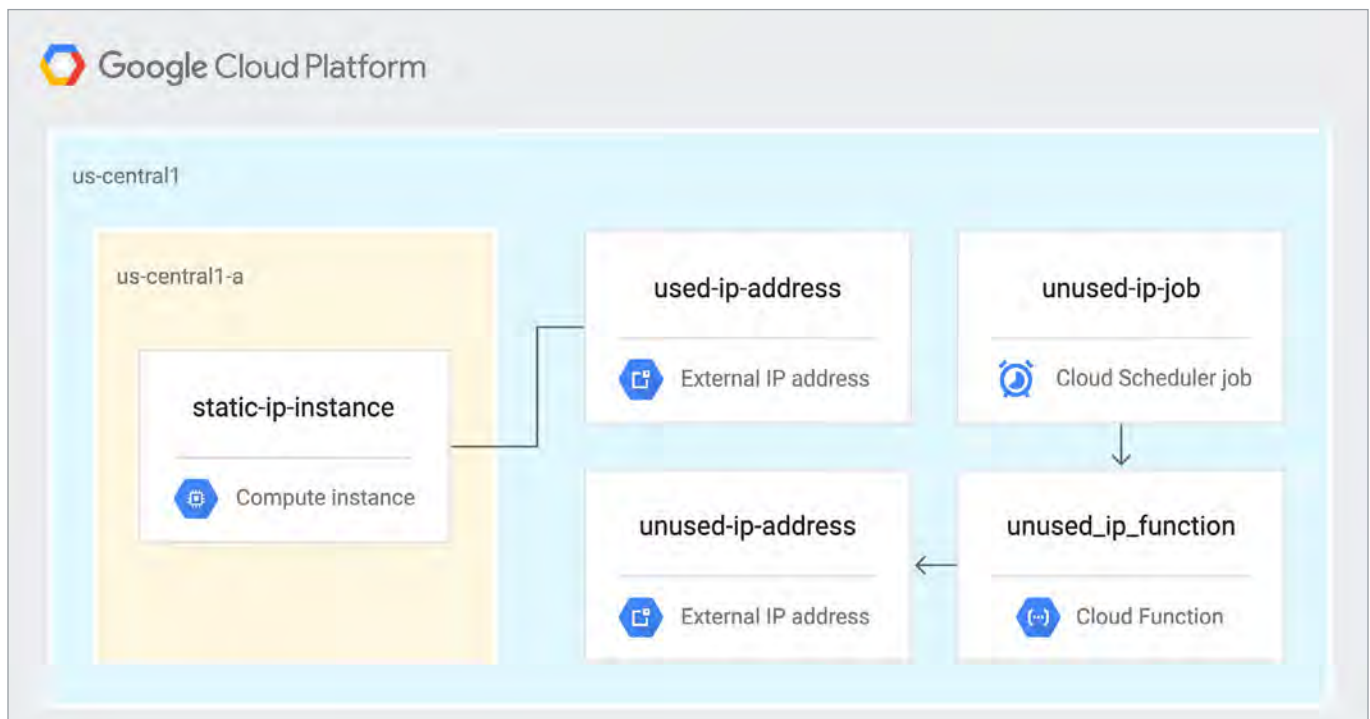 Google Cloud Platform
us-central1
us-central1-a
static-ip-instance
Compute instance
used-ip-address
External IP address
unused-ip-job
Cloud Scheduler job
unused-ip-address
External IP address
unused_ip_function
Cloud Function